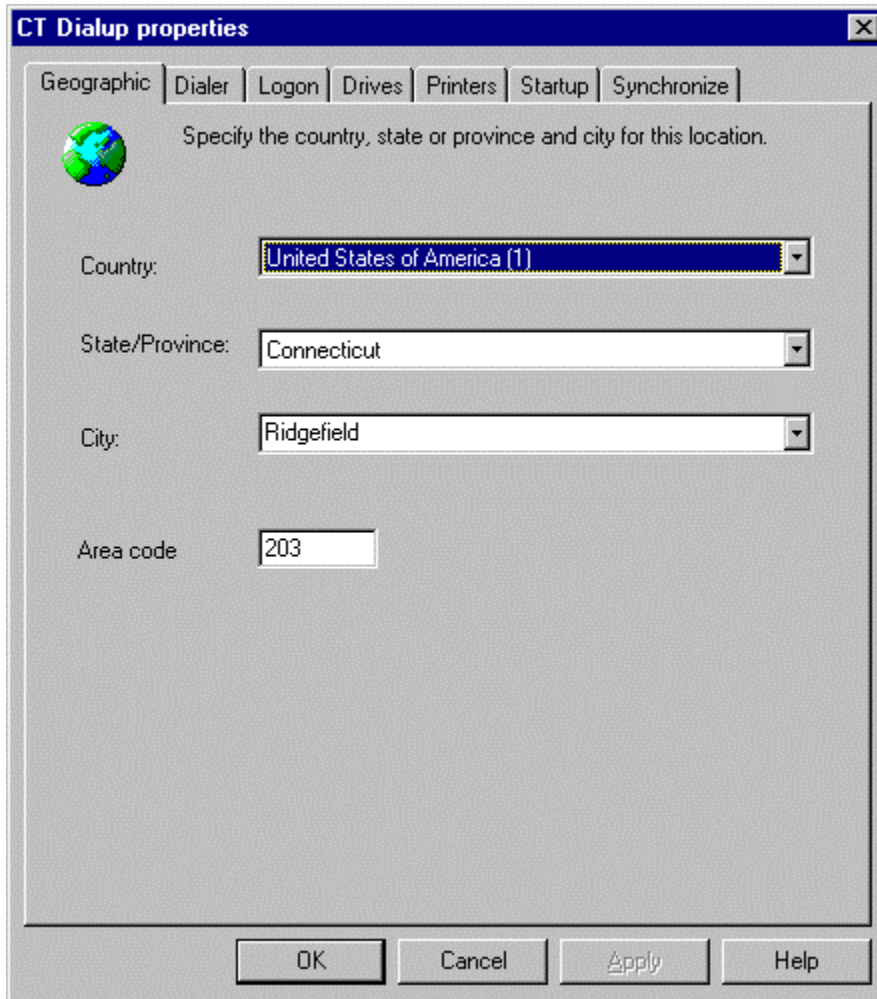 CT Dialup properties
Geographic Dialer Logon Drives Printers Startup Synchronize
Specify the country, state or province and city for this location.
Country: United States of America (1)
State/Province: Connecticut
City: Ridgefield
Area code 203
OK Cancel Apply Help